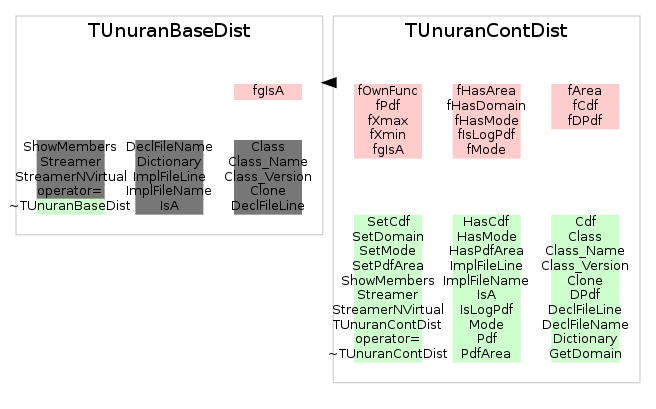 TUnuranBaseDist
fgIsA
ShowMembers DeclFileName Class
Streamer Dictionary Class_Name
StreamerNVirtual ImplFileLine Class_Version
operator= ImplFileName Clone
~TUnuranBaseDist IsA DeclFileLine
TUnuranContDist
fOwnFunc fHasArea fArea
fPdf fHasDomain fCdf
fXmax fHasMode fDPdf
fXmin fIsLogPdf
fgIsA fMode
SetCdf HasCdf Cdf
SetDomain HasMode Class
SetMode HasPdfArea Class_Name
SetPdfArea ImplFileLine Class_Version
ShowMembers ImplFileName Clone
Streamer IsA DPdf
StreamerNVirtual IsLogPdf DeclFileLine
TUnuranContDist Mode DeclFileName
operator= Pdf Dictionary
~TUnuranContDist PdfArea GetDomain